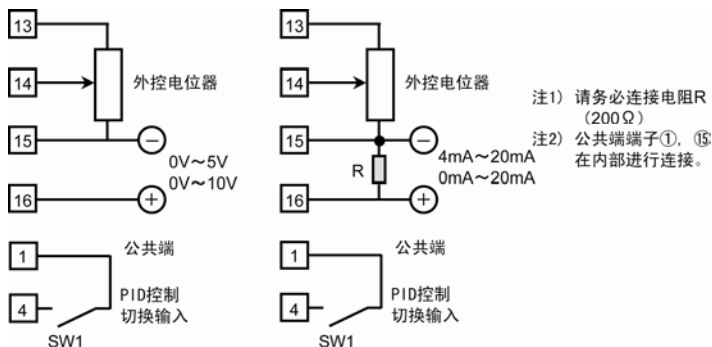 13
14
外控电位器
15
－
0V～5V
0V～10V
16
＋
1
公共端
4
PID控制
切换输入
SW1
13
14
外控电位器
15
－
R
4mA～20mA
0mA～20mA
16
＋
1
公共端
4
PID控制
切换输入
SW1
注1) 请务必连接电阻R
（200Ω）
注2) 公共端端子①，⑮
在内部进行连接。